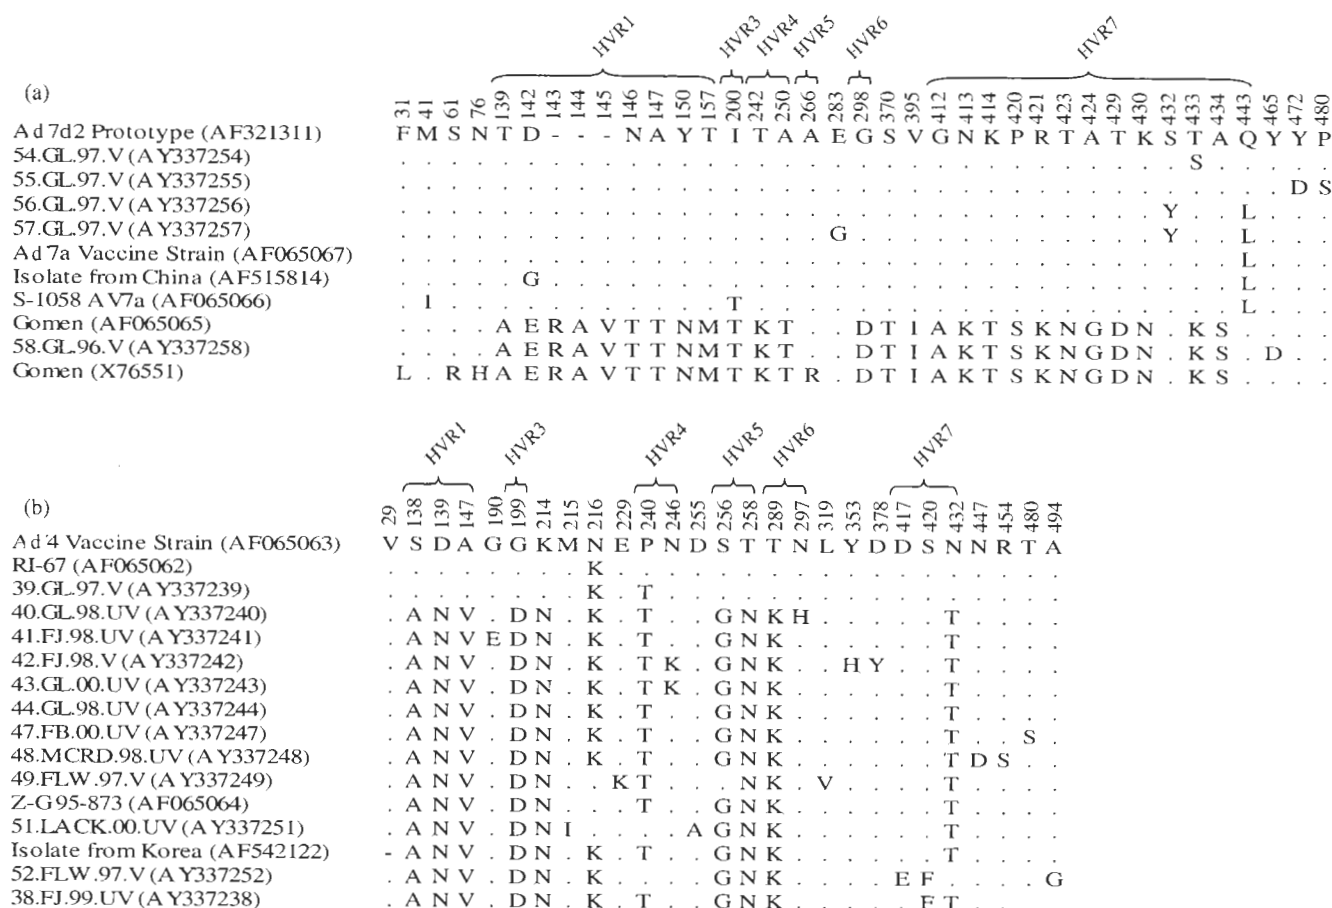 (a)
HVR1 HVR3 HVR4 HVR5 HVR6 HVR7
31 41 61 76 139 142 143 144 145 146 147 150 157 200 242 250 266 283 298 370 395 412 413 414 420 421 423 424 429 430 432 433 434 443 465 472 480
Ad7d2 Prototype (AF321311) F M S N T D - - - N A Y T I T A A E G S V G N K P R T A T K S T A Q Y Y P
54.GL.97.V (AY337254) . . . . . . . . . . . . . . . . . . . . . . . . . . . . . . . S . . . . .
55.GL.97.V (AY337255) . . . . . . . . . . . . . . . . . . . . . . . . . . . . . . . . . . . D S
56.GL.97.V (AY337256) . . . . . . . . . . . . . . . . . . . . . . . . . . . . . . Y . . L . . .
57.GL.97.V (AY337257) . . . . . . . . . . . . . . . . . G . . . . . . . . . . . . Y . . L . . .
Ad7a Vaccine Strain (AF065067) . . . . . . . . . . . . . . . . . . . . . . . . . . . . . . . . . L . . .
Isolate from China (AF515814) . . . . . G . . . . . . . . . . . . . . . . . . . . . . . . . . . L . . .
S-1058 AV7a (AF065066) . I . . . . . . . . . . . T . . . . . . . . . . . . . . . . . . . L . . .
Gomen (AF065065) . . . . A E R A V T T N M T K T . . D T I A K T S K N G D N . K S . . . .
58.GL.96.V (AY337258) . . . . A E R A V T T N M T K T . . D T I A K T S K N G D N . K S . D . .
Gomen (X76551) L . R H A E R A V T T N M T K T R . D T I A K T S K N G D N . K S . . . .
(b)
HVR1 HVR3 HVR4 HVR5 HVR6 HVR7
29 138 139 147 190 199 214 215 216 229 240 246 255 256 258 289 297 319 353 378 417 420 432 447 454 480 494
Ad4 Vaccine Strain (AF065063) V S D A G G K M N E P N D S T T N L Y D D S N N R T A
RI-67 (AF065062) . . . . . . . . K . . . . . . . . . . . . . . . . . .
39.GL.97.V (AY337239) . . . . . . . . K . T . . . . . . . . . . . . . . . .
40.GL.98.UV (AY337240) . A N V . D N . K . T . . G N K H . . . . . T . . . .
41.FJ.98.UV (AY337241) . A N V E D N . K . T . . G N K . . . . . . T . . . .
42.FJ.98.V (AY337242) . A N V . D N . K . T K . G N K . . H Y . . T . . . .
43.GL.00.UV (AY337243) . A N V . D N . K . T K . G N K . . . . . . T . . . .
44.GL.98.UV (AY337244) . A N V . D N . K . T . . G N K . . . . . . T . . . .
47.FB.00.UV (AY337247) . A N V . D N . K . T . . G N K . . . . . . T . . S .
48.MCRD.98.UV (AY337248) . A N V . D N . K . T . . G N K . . . . . . T D S . .
49.FLW.97.V (AY337249) . A N V . D N . . K T . . . N K . V . . . . T . . . .
Z-G95-873 (AF065064) . A N V . D N . . . T . . G N K . . . . . . T . . . .
51.LACK.00.UV (AY337251) . A N V . D N I . . . . A G N K . . . . . . T . . . .
Isolate from Korea (AF542122) - A N V . D N . K . T . . G N K . . . . . . T . . . .
52.FLW.97.V (AY337252) . A N V . D N . K . . . . G N K . . . . E F . . . . G
38.FJ.99.UV (AY337238) . A N V . D N . K . T . . G N K . . . . . F T . . . .